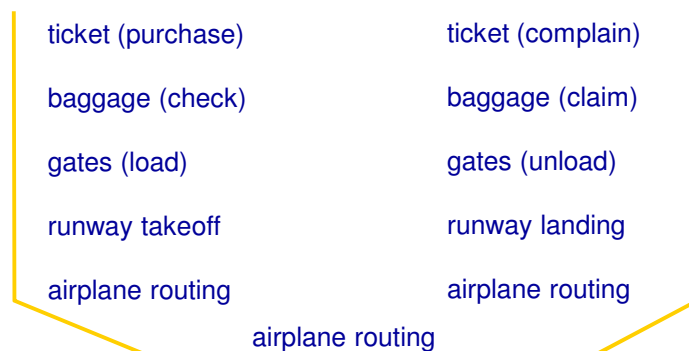 ticket (purchase)
baggage (check)
gates (load)
runway takeoff
airplane routing
ticket (complain)
baggage (claim)
gates (unload)
runway landing
airplane routing
airplane routing